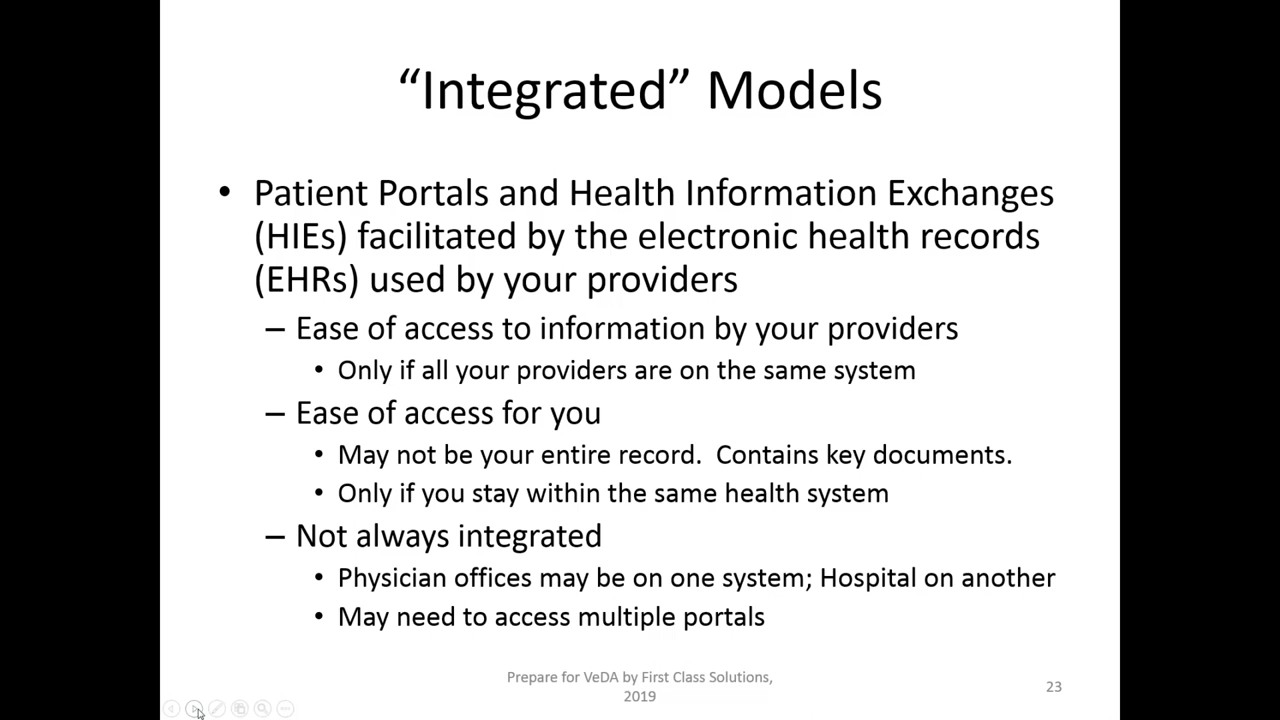 “Integrated” Models
• Patient Portals and Health Information Exchanges
(HIEs) facilitated by the electronic health records
(EHRs) used by your providers
– Ease of access to information by your providers
• Only if all your providers are on the same system
– Ease of access for you
• May not be your entire record.  Contains key documents.
• Only if you stay within the same health system
– Not always integrated
• Physician offices may be on one system; Hospital on another
• May need to access multiple portals
Prepare for VeDA by First Class Solutions,
2019
23